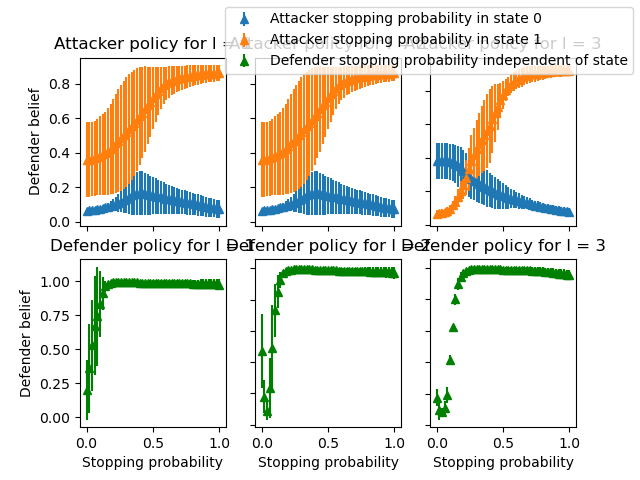 Attacker stopping probability in state 0
Attacker stopping probability in state 1
Defender stopping probability independent of state
Attacker policy for l = 1
Attacker policy for l = 2
Attacker policy for l = 3
Defender belief
0.8
0.6
0.4
0.2
0.0
Defender policy for l = 1
Defender policy for l = 2
Defender policy for l = 3
Defender belief
1.00
0.75
0.50
0.25
0.00
0.0 0.5 1.0
0.0 0.5 1.0
0.0 0.5 1.0
Stopping probability
Stopping probability
Stopping probability